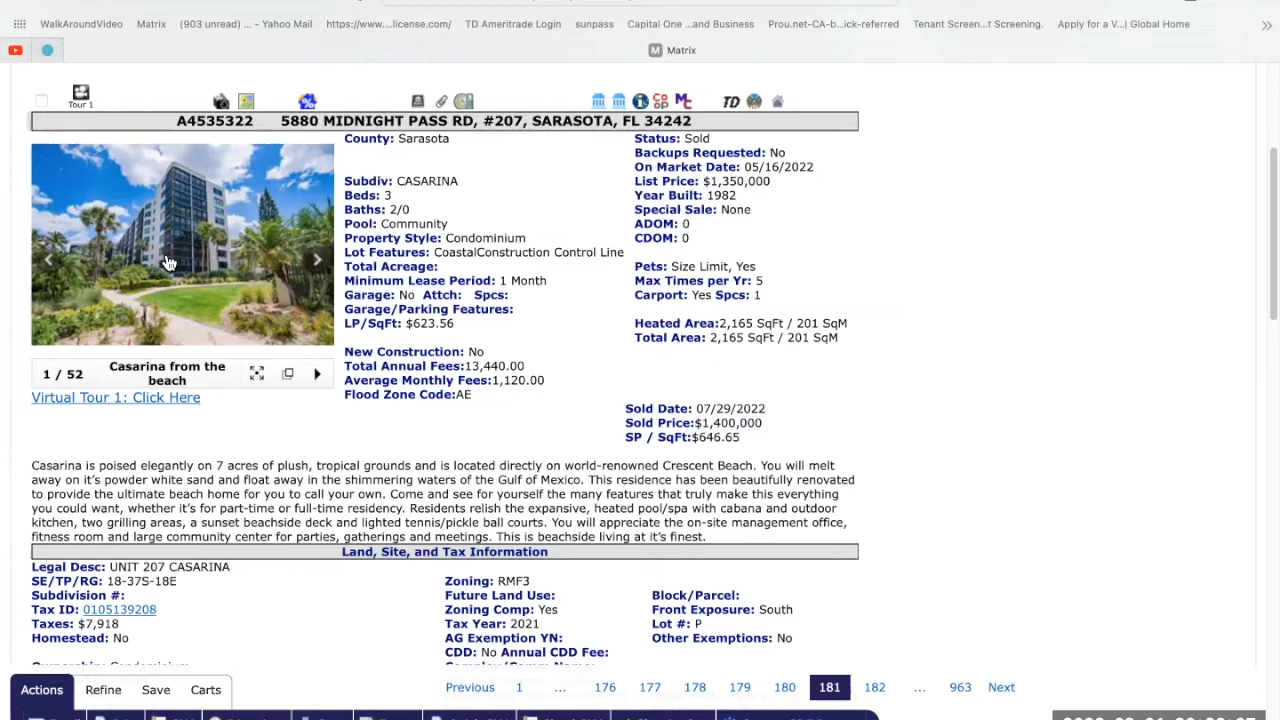 WalkAroundVideo Matrix (903 unread) ... – Yahoo Mail https://www....license.com/ TD Ameritrade Login sunpass Capital One ...and Business Prou.net-CA-b...ick-referred Tenant Screen...t Screening. Apply for a V...| Global Home
M Matrix
Tour 1
TD
A4535322 5880 MIDNIGHT PASS RD, #207, SARASOTA, FL 34242
County: Sarasota
Status: Sold
Backups Requested: No
On Market Date: 05/16/2022
Subdiv: CASARINA
List Price: $1,350,000
Beds: 3
Year Built: 1982
Baths: 2/0
Special Sale: None
Pool: Community
ADOM: 0
Property Style: Condominium
CDOM: 0
Lot Features: CoastalConstruction Control Line
Total Acreage:
Pets: Size Limit, Yes
Minimum Lease Period: 1 Month
Max Times per Yr: 5
Garage: No Attch: Spcs:
Carport: Yes Spcs: 1
Garage/Parking Features:
LP/SqFt: $623.56
Heated Area:2,165 SqFt / 201 SqM
Total Area: 2,165 SqFt / 201 SqM
New Construction: No
Total Annual Fees:13,440.00
Average Monthly Fees:1,120.00
Flood Zone Code:AE
1 / 52
Casarina from the
beach
Virtual Tour 1: Click Here
Sold Date: 07/29/2022
Sold Price:$1,400,000
SP / SqFt:$646.65
Casarina is poised elegantly on 7 acres of plush, tropical grounds and is located directly on world-renowned Crescent Beach. You will melt
away on it's powder white sand and float away in the shimmering waters of the Gulf of Mexico. This residence has been beautifully renovated
to provide the ultimate beach home for you to call your own. Come and see for yourself the many features that truly make this everything
you could want, whether it's for part-time or full-time residency. Residents relish the expansive, heated pool/spa with cabana and outdoor
kitchen, two grilling areas, a sunset beachside deck and lighted tennis/pickle ball courts. You will appreciate the on-site management office,
fitness room and large community center for parties, gatherings and meetings. This is beachside living at it's finest.
Land, Site, and Tax Information
Legal Desc: UNIT 207 CASARINA
SE/TP/RG: 18-37S-18E
Zoning: RMF3
Subdivision #:
Future Land Use:
Block/Parcel:
Tax ID: 0105139208
Zoning Comp: Yes
Front Exposure: South
Taxes: $7,918
Tax Year: 2021
Lot #: P
Homestead: No
AG Exemption YN:
Other Exemptions: No
CDD: No Annual CDD Fee:
Actions Refine Save Carts
Previous 1 ... 176 177 178 179 180 181 182 ... 963 Next